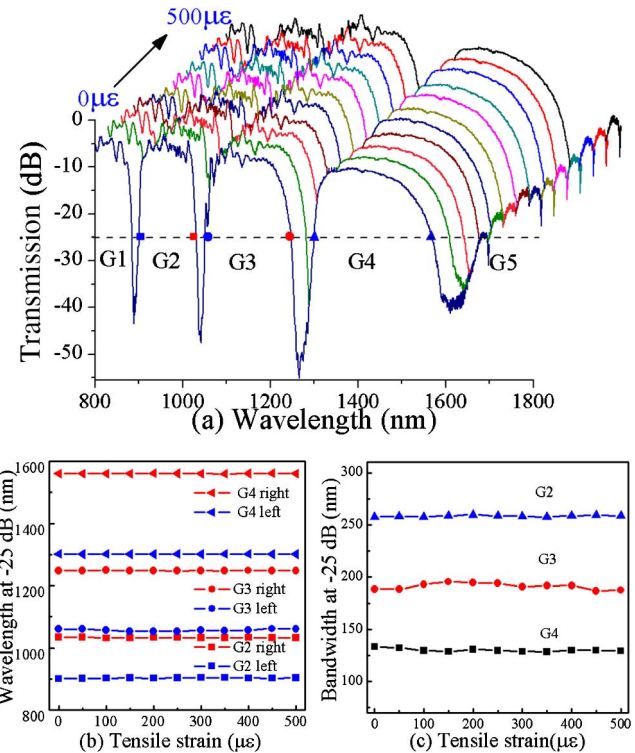 500με
0με
0
-10
-20
-30
-40
-50
Transmission (dB)
G1
G2
G3
G4
G5
800
1000
1200
1400
1600
1800
(a) Wavelength (nm)
1600
1400
1200
1000
800
Wavelength at -25 dB (nm)
G4 right
G4 left
G3 right
G3 left
G2 right
G2 left
0
100
200
300
400
500
(b) Tensile strain (με)
300
250
200
150
100
Bandwidth at -25 dB (nm)
G2
G3
G4
0
100
200
300
400
500
(c) Tensile strain(με)